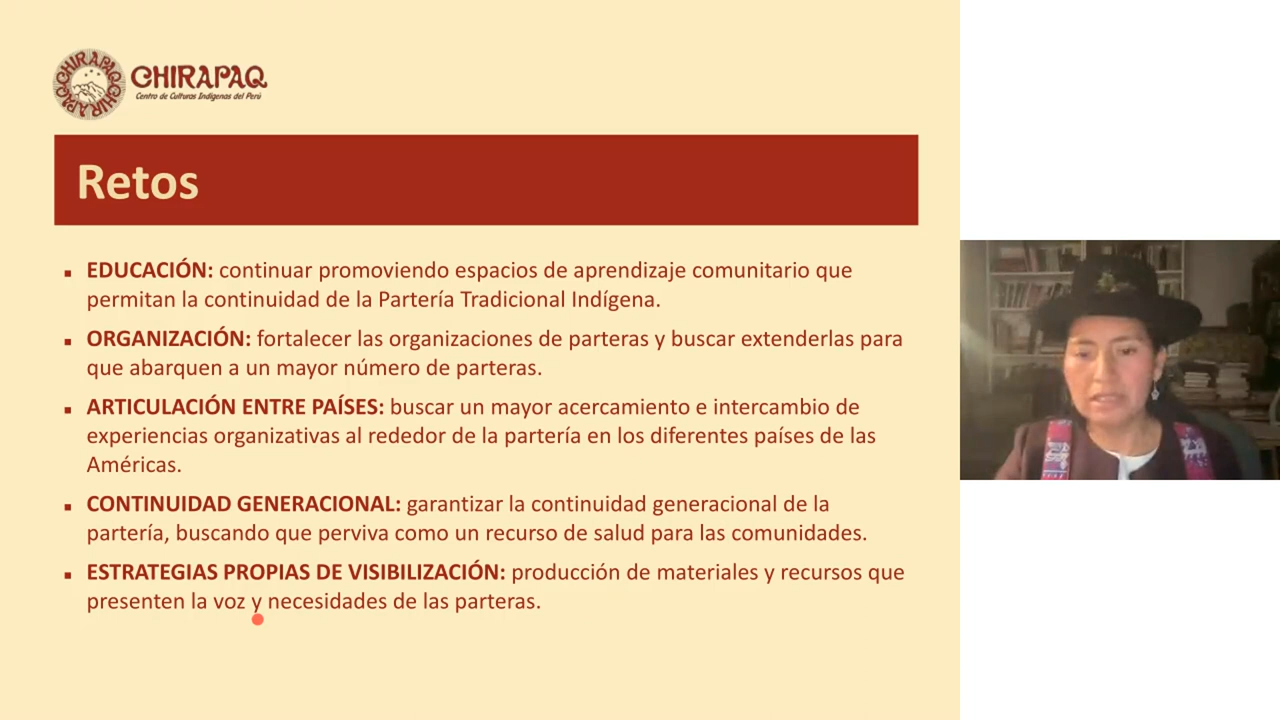 CHIRAPAQ
Centro de Culturas Indígenas del Perú
Retos
▪ EDUCACIÓN: continuar promoviendo espacios de aprendizaje comunitario que
permitan la continuidad de la Partería Tradicional Indígena.
▪ ORGANIZACIÓN: fortalecer las organizaciones de parteras y buscar extenderlas para
que abarquen a un mayor número de parteras.
▪ ARTICULACIÓN ENTRE PAÍSES: buscar un mayor acercamiento e intercambio de
experiencias organizativas al rededor de la partería en los diferentes países de las
Américas.
▪ CONTINUIDAD GENERACIONAL: garantizar la continuidad generacional de la
partería, buscando que perviva como un recurso de salud para las comunidades.
▪ ESTRATEGIAS PROPIAS DE VISIBILIZACIÓN: producción de materiales y recursos que
presenten la voz y necesidades de las parteras.